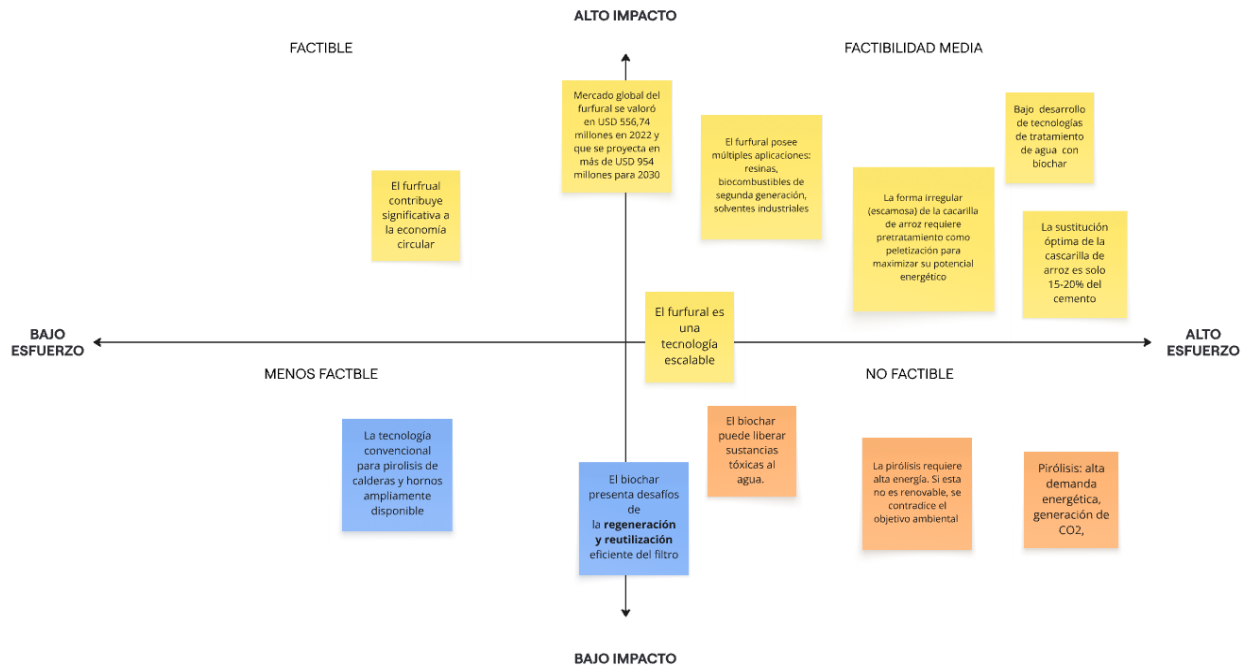 ALTO IMPACTO
FACTIBLE
FACTIBILIDAD MEDIA
Mercado global del
furfural se valoró
en USD 556,74
millones en 2022 y
que se proyecta en
más de USD 954
millones para 2030
El furfural posee
múltiples aplicaciones:
resinas,
biocombustibles de
segunda generación,
solventes industriales
Bajo desarrollo
de tecnologías
de tratamiento
de agua con
biochar
El furfrual
contribuye
significativa a
la economía
circular
La forma irregular
(escamosa) de la cacarilla
de arroz requiere
pretratamiento como
peletización para
maximizar su potencial
energético
La sustitución
óptima de la
cascarilla de
arroz es solo
15-20% del
cemento
El furfural es
una
tecnología
escalable
BAJO
ESFUERZO
ALTO
ESFUERZO
MENOS FACTBLE
NO FACTIBLE
La tecnología
convencional
para pirolisis de
calderas y hornos
ampliamente
disponible
El biochar
presenta desafíos
de
la regeneración
y reutilización
eficiente del filtro
El biochar
puede liberar
sustancias
tóxicas al
agua.
La pirólisis requiere
alta energía. Si esta
no es renovable, se
contradice el
objetivo ambiental
Pirólisis: alta
demanda
energética,
generación de
CO2,
BAJO IMPACTO